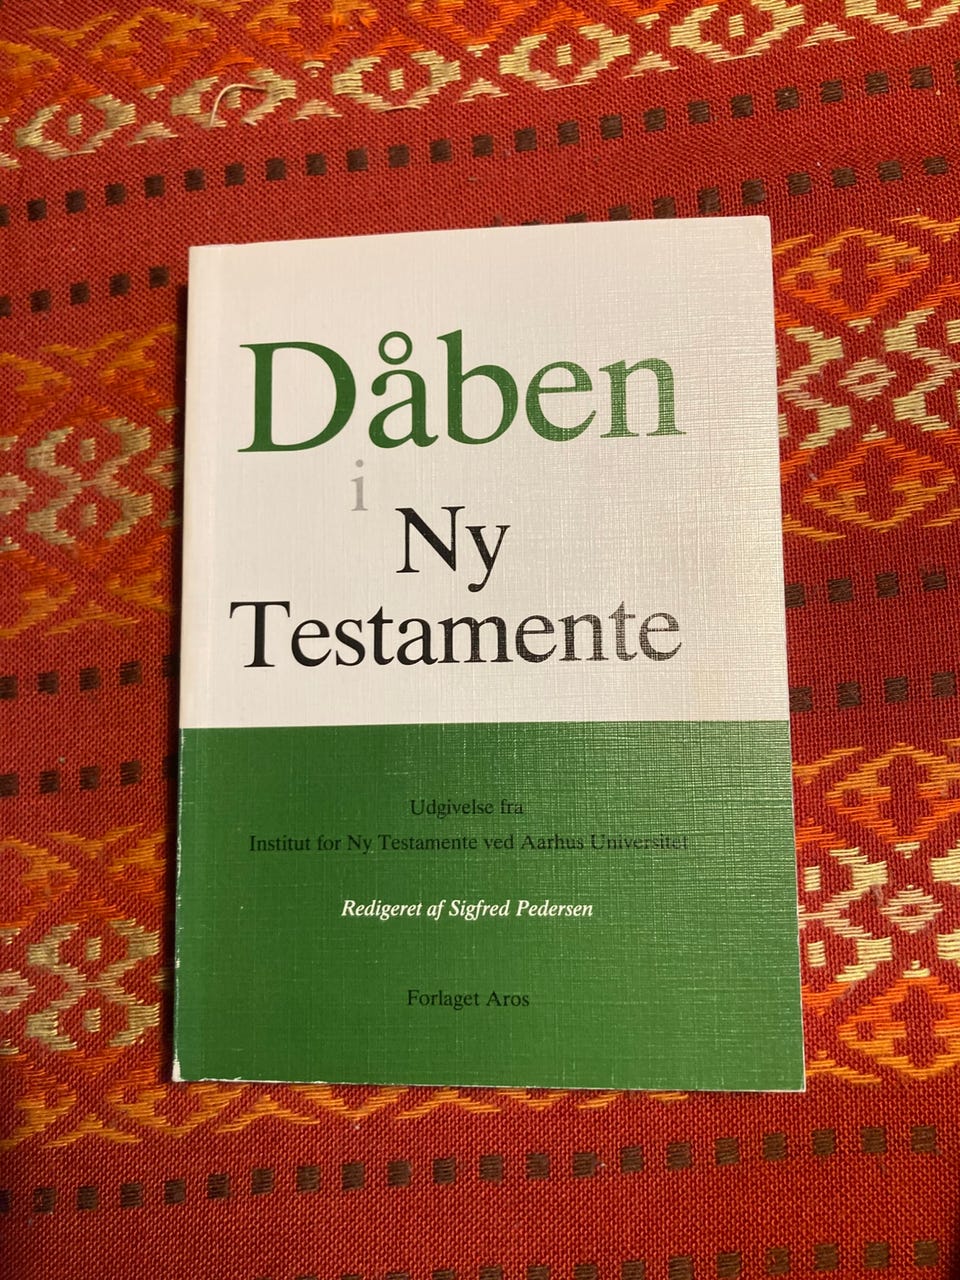 Dåben
i
Ny
Testamente
Udgivelse fra
Institut for Ny Testamente ved Aarhus Universitet
Redigeret af Sigfred Pedersen
Forlaget Aros